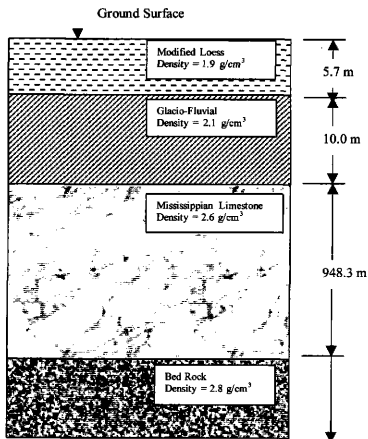 Ground Surface
Modified Loess
Density = 1.9 g/cm³
5.7 m
Glacio-Fluvial
Density = 2.1 g/cm³
10.0 m
Mississippian Limestone
Density = 2.6 g/cm³
948.3 m
Bed Rock
Density = 2.8 g/cm³